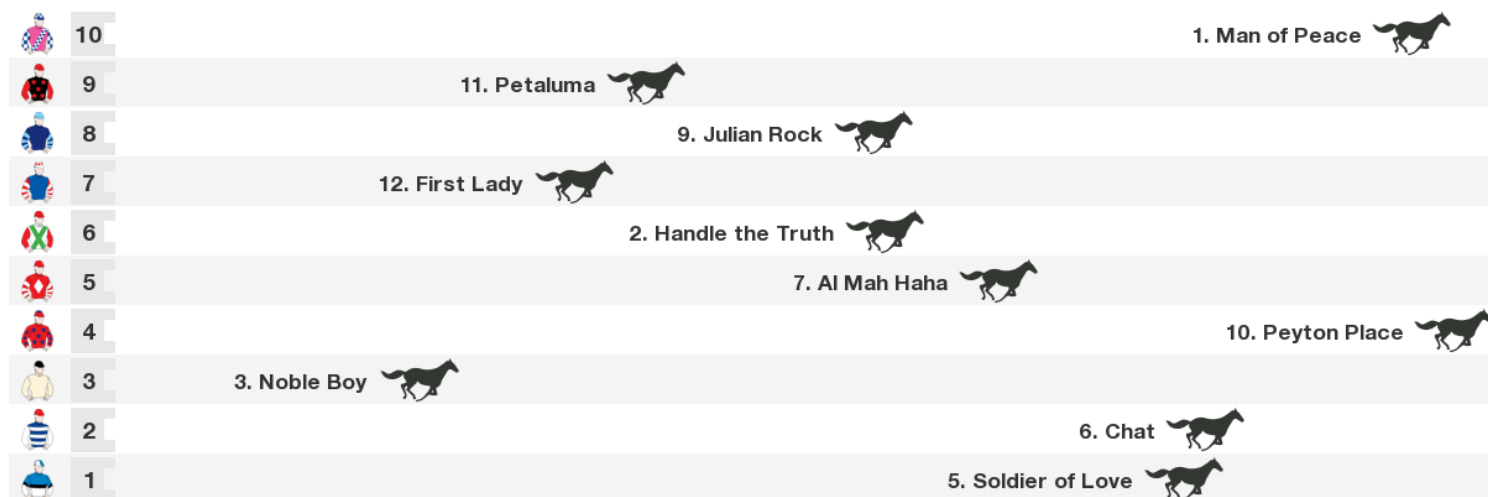 10 1. Man of Peace
9 11. Petaluma
8 9. Julian Rock
7 12. First Lady
6 2. Handle the Truth
5 7. Al Mah Haha
4 10. Peyton Place
3 3. Noble Boy
2 6. Chat
1 5. Soldier of Love